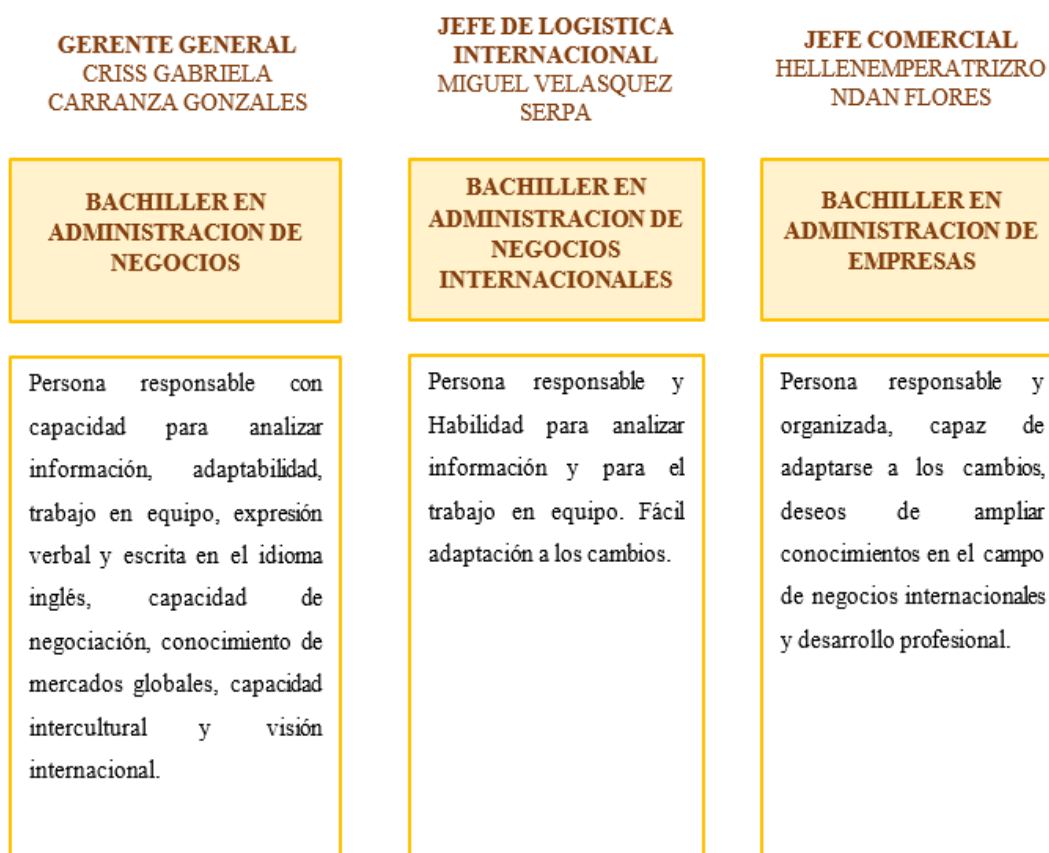 GERENTE GENERAL
CRISS GABRIELA
CARRANZA GONZALES
BACHILLER EN
ADMINISTRACION DE
NEGOCIOS
Persona responsable con
capacidad para analizar
información, adaptabilidad,
trabajo en equipo, expresión
verbal y escrita en el idioma
inglés, capacidad de
negociación, conocimiento de
mercados globales, capacidad
intercultural y visión
internacional.
JEFE DE LOGISTICA
INTERNACIONAL
MIGUEL VELASQUEZ
SERPA
BACHILLER EN
ADMINISTRACION DE
NEGOCIOS
INTERNACIONALES
Persona responsable y
Habilidad para analizar
información y para el
trabajo en equipo. Fácil
adaptación a los cambios.
JEFE COMERCIAL
HELLENEMPERATRIZRO
NDAN FLORES
BACHILLER EN
ADMINISTRACION DE
EMPRESAS
Persona responsable y
organizada, capaz de
adaptarse a los cambios,
deseos de ampliar
conocimientos en el campo
de negocios internacionales
y desarrollo profesional.